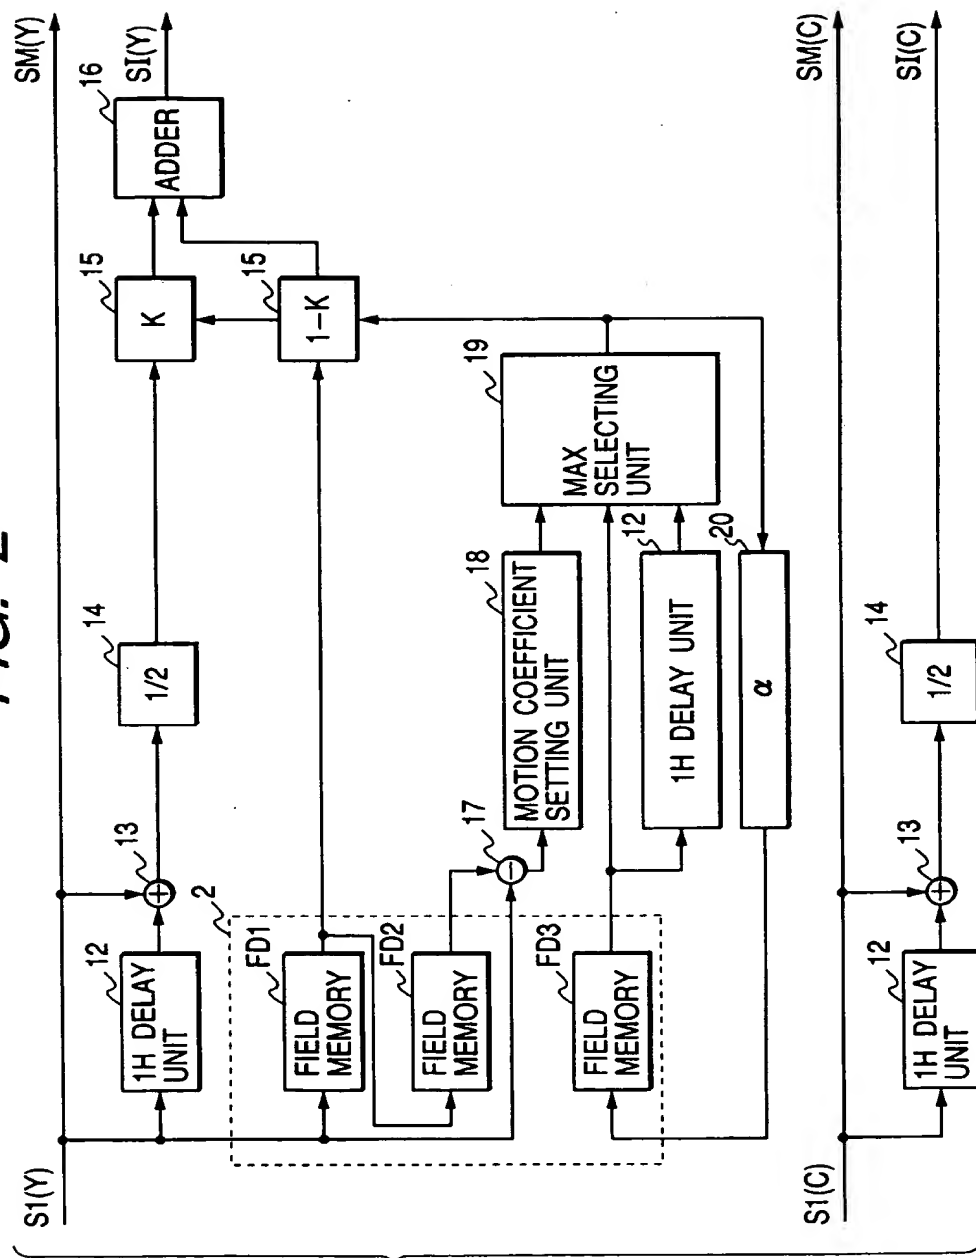 S1(Y)
SM(Y)
12
1H DELAY
UNIT
13
+
14
1/2
15
K
16
ADDER
SI(Y)
2
FD1
FIELD
MEMORY
15
1-K
FD2
FIELD
MEMORY
17
−
18
MOTION COEFFICIENT
SETTING UNIT
19
MAX
SELECTING
UNIT
FD3
FIELD
MEMORY
12
1H DELAY UNIT
20
α
S1(C)
SM(C)
12
1H DELAY
UNIT
13
+
14
1/2
SI(C)